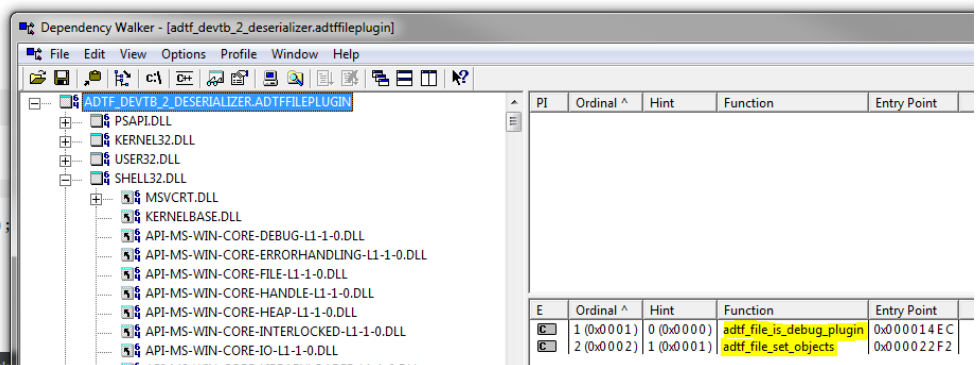 Dependency Walker - [adtf_devtb_2_deserializer.adtffileplugin]
File Edit View Options Profile Window Help
c:\ C++
ADTF_DEVTB_2_DESERIALIZER.ADTFFILEPLUGIN
PSAPI.DLL
KERNEL32.DLL
USER32.DLL
SHELL32.DLL
MSVCRT.DLL
KERNELBASE.DLL
API-MS-WIN-CORE-DEBUG-L1-1-0.DLL
API-MS-WIN-CORE-ERRORHANDLING-L1-1-0.DLL
API-MS-WIN-CORE-FILE-L1-1-0.DLL
API-MS-WIN-CORE-HANDLE-L1-1-0.DLL
API-MS-WIN-CORE-HEAP-L1-1-0.DLL
API-MS-WIN-CORE-INTERLOCKED-L1-1-0.DLL
API-MS-WIN-CORE-IO-L1-1-0.DLL
PI Ordinal ^ Hint Function Entry Point
E Ordinal ^ Hint Function Entry Point
C 1 (0x0001) 0 (0x0000) adtf_file_is_debug_plugin 0x000014EC
C 2 (0x0002) 1 (0x0001) adtf_file_set_objects 0x000022F2